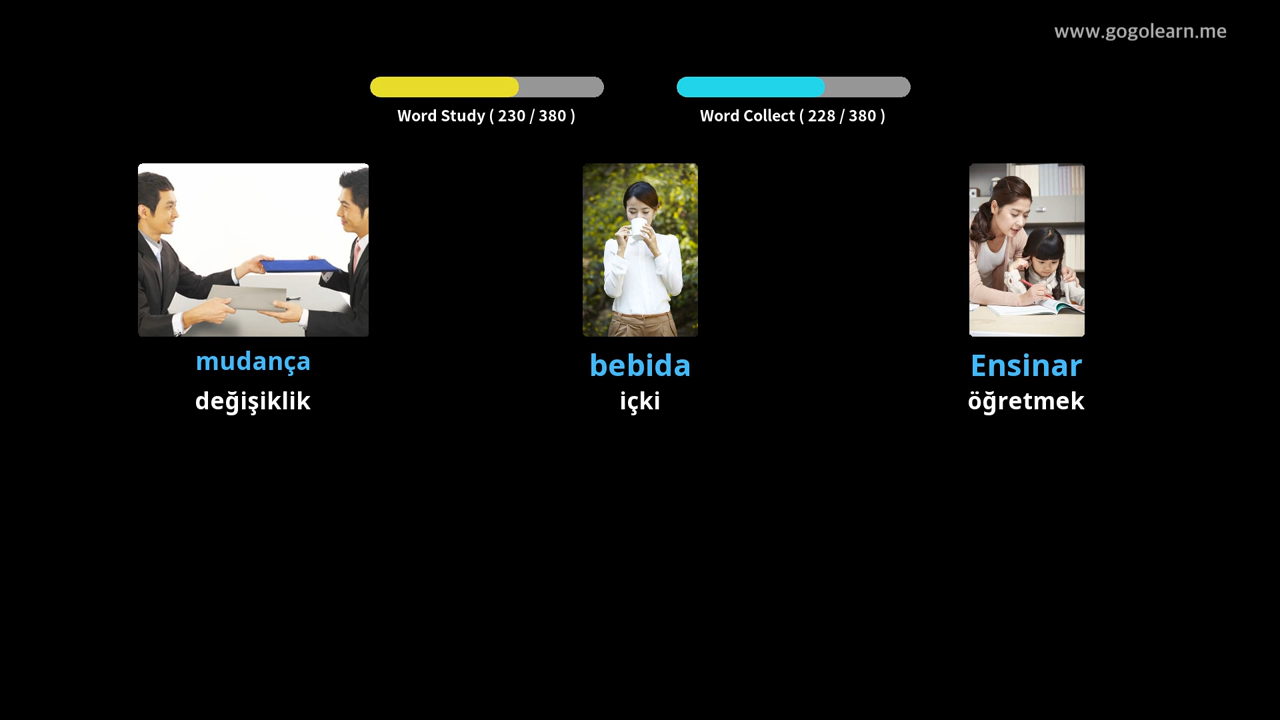 www.gogolearn.me
Word Study ( 230 / 380 )
Word Collect ( 228 / 380 )
mudança
değişiklik
bebida
içki
Ensinar
öğretmek